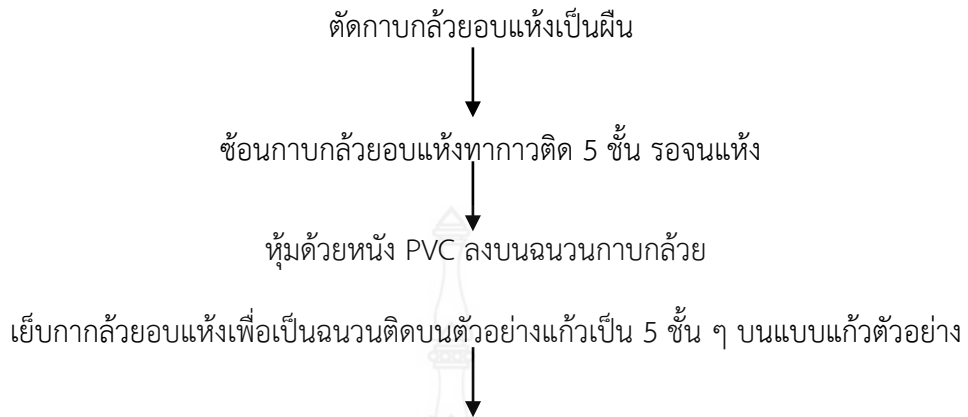 ตัดกาบกล้วยอบแห้งเป็นผืน
ซ้อนกาบกล้วยอบแห้งทากาวติด 5 ชั้น รอจนแห้ง
หุ้มด้วยหนัง PVC ลงบนฉนวนกาบกล้วย
เย็บกากล้วยอบแห้งเพื่อเป็นฉนวนติดบนตัวอย่างแก้วเป็น 5 ชั้น ๆ บนแบบแก้วตัวอย่าง